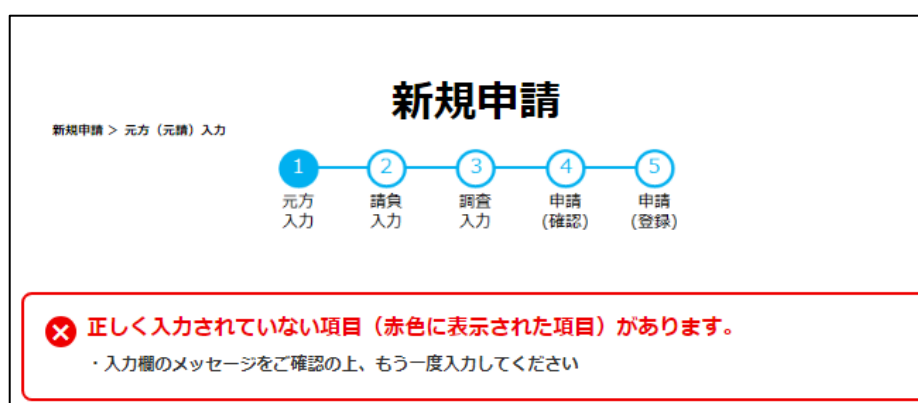 新規申請
新規申請 > 元方（元請）入力
1 2 3 4 5
元方 請負 調査 申請 申請
入力 入力 入力 (確認) (登録)
正しく入力されていない項目（赤色に表示された項目）があります。
・入力欄のメッセージをご確認の上、もう一度入力してください